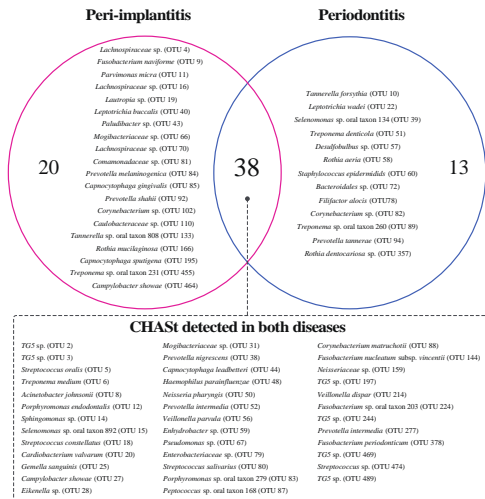 Peri-implantitis
Periodontitis
Lachnospiraceae sp. (OTU 4)
Fusobacterium naviforme (OTU 9)
Parvimonas micra (OTU 11)
Lachnospiraceae sp. (OTU 16)
Lautropia sp. (OTU 19)
Leptotrichia buccalis (OTU 40)
Paludibacter sp. (OTU 43)
Mogibacteriaceae sp. (OTU 66)
Lachnospiraceae sp. (OTU 70)
Comamonadaceae sp. (OTU 81)
Prevotella melaninogenica (OTU 84)
Capnocytophaga gingivalis (OTU 85)
Prevotella shahii (OTU 92)
Corynebacterium sp. (OTU 102)
Caulobacteraceae sp. (OTU 110)
Tannerella sp. oral taxon 808 (OTU 133)
Rothia mucilaginosa (OTU 166)
Capnocytophaga sputigena (OTU 195)
Treponema sp. oral taxon 231 (OTU 455)
Campylobacter showae (OTU 464)
20
38
Tannerella forsythia (OTU 10)
Leptotrichia wadei (OTU 22)
Selenomonas sp. oral taxon 134 (OTU 39)
Treponema denticola (OTU 51)
Desulfobulbus sp. (OTU 57)
Rothia aeria (OTU 58)
Staphylococcus epidermidids (OTU 60)
Bacteroidales sp. (OTU 72)
Filifactor alocis (OTU78)
Corynebacterium sp. (OTU 82)
Treponema sp. oral taxon 260 (OTU 89)
Prevotella tannerae (OTU 94)
Rothia dentocariosa sp. (OTU 357)
13
CHASt detected in both diseases
TG5 sp. (OTU 2)
TG5 sp. (OTU 3)
Streptococcus oralis (OTU 5)
Treponema medium (OTU 6)
Acinetobacter johnsonii (OTU 8)
Porphyromonas endodontalis (OTU 12)
Sphingomonas sp. (OTU 14)
Selenomonas sp. oral taxon 892 (OTU 15)
Streptococcus constellatus (OTU 18)
Cardiobacterium valvarum (OTU 20)
Gemella sanguinis (OTU 25)
Campylobacter showae (OTU 27)
Eikenella sp. (OTU 28)
Mogibacteriaceae sp. (OTU 31)
Prevotella nigrescens (OTU 38)
Capnocytophaga leadbetteri (OTU 44)
Haemophilus parainfluenzae (OTU 48)
Neisseria pharyngis (OTU 50)
Prevotella intermedia (OTU 52)
Veillonella parvula (OTU 56)
Enhydrobacter sp. (OTU 59)
Pseudomonas sp. (OTU 67)
Enterobacteriaceae sp. (OTU 79)
Streptococcus salivarius (OTU 80)
Porphyromonas sp. oral taxon 279 (OTU 83)
Peptococcus sp. oral taxon 168 (OTU 87)
Corynebacterium matruchotii (OTU 88)
Fusobacterium nucleatum subsp. vincentii (OTU 144)
Neisseriaceae sp. (OTU 159)
TG5 sp. (OTU 197)
Veillonella dispar (OTU 214)
Fusobacterium sp. oral taxon 203 (OTU 224)
TG5 sp. (OTU 244)
Prevotella intermedia (OTU 277)
Fusobacterium periodonticum (OTU 378)
TG5 sp. (OTU 469)
Streptococcus sp. (OTU 474)
TG5 sp. (OTU 489)